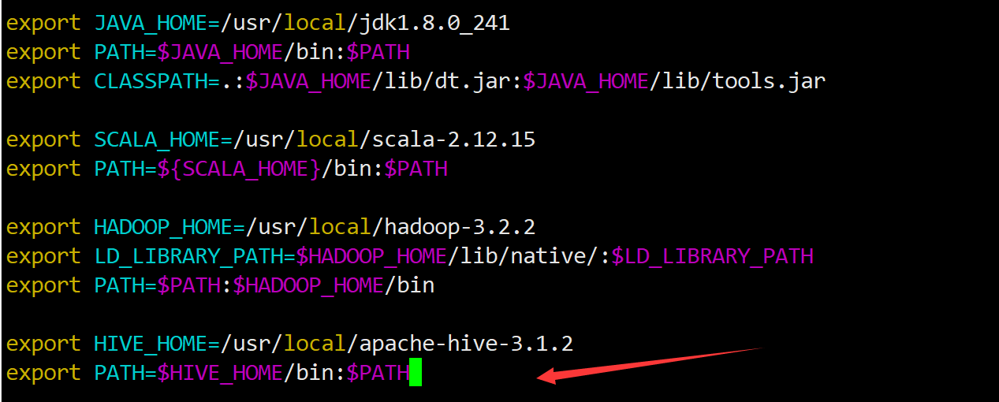 export JAVA_HOME=/usr/local/jdk1.8.0_241
export PATH=$JAVA_HOME/bin:$PATH
export CLASSPATH=.:$JAVA_HOME/lib/dt.jar:$JAVA_HOME/lib/tools.jar
export SCALA_HOME=/usr/local/scala-2.12.15
export PATH=${SCALA_HOME}/bin:$PATH
export HADOOP_HOME=/usr/local/hadoop-3.2.2
export LD_LIBRARY_PATH=$HADOOP_HOME/lib/native/:$LD_LIBRARY_PATH
export PATH=$PATH:$HADOOP_HOME/bin
export HIVE_HOME=/usr/local/apache-hive-3.1.2
export PATH=$HIVE_HOME/bin:$PATH